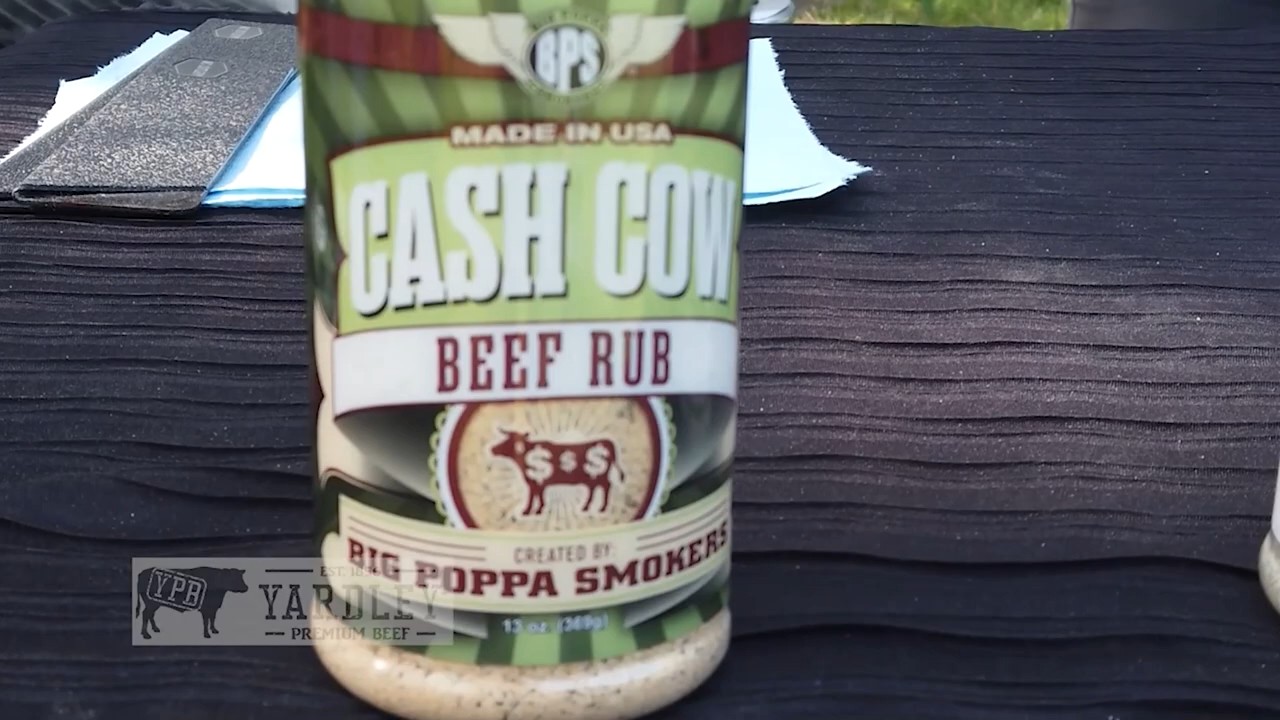 BPS
MADE IN USA
CASH COW
BEEF RUB
$ $ $
CREATED BY:
BIG POPPA SMOKERS
13 oz. (369g)
YPB
YARDLEY
PREMIUM BEEF